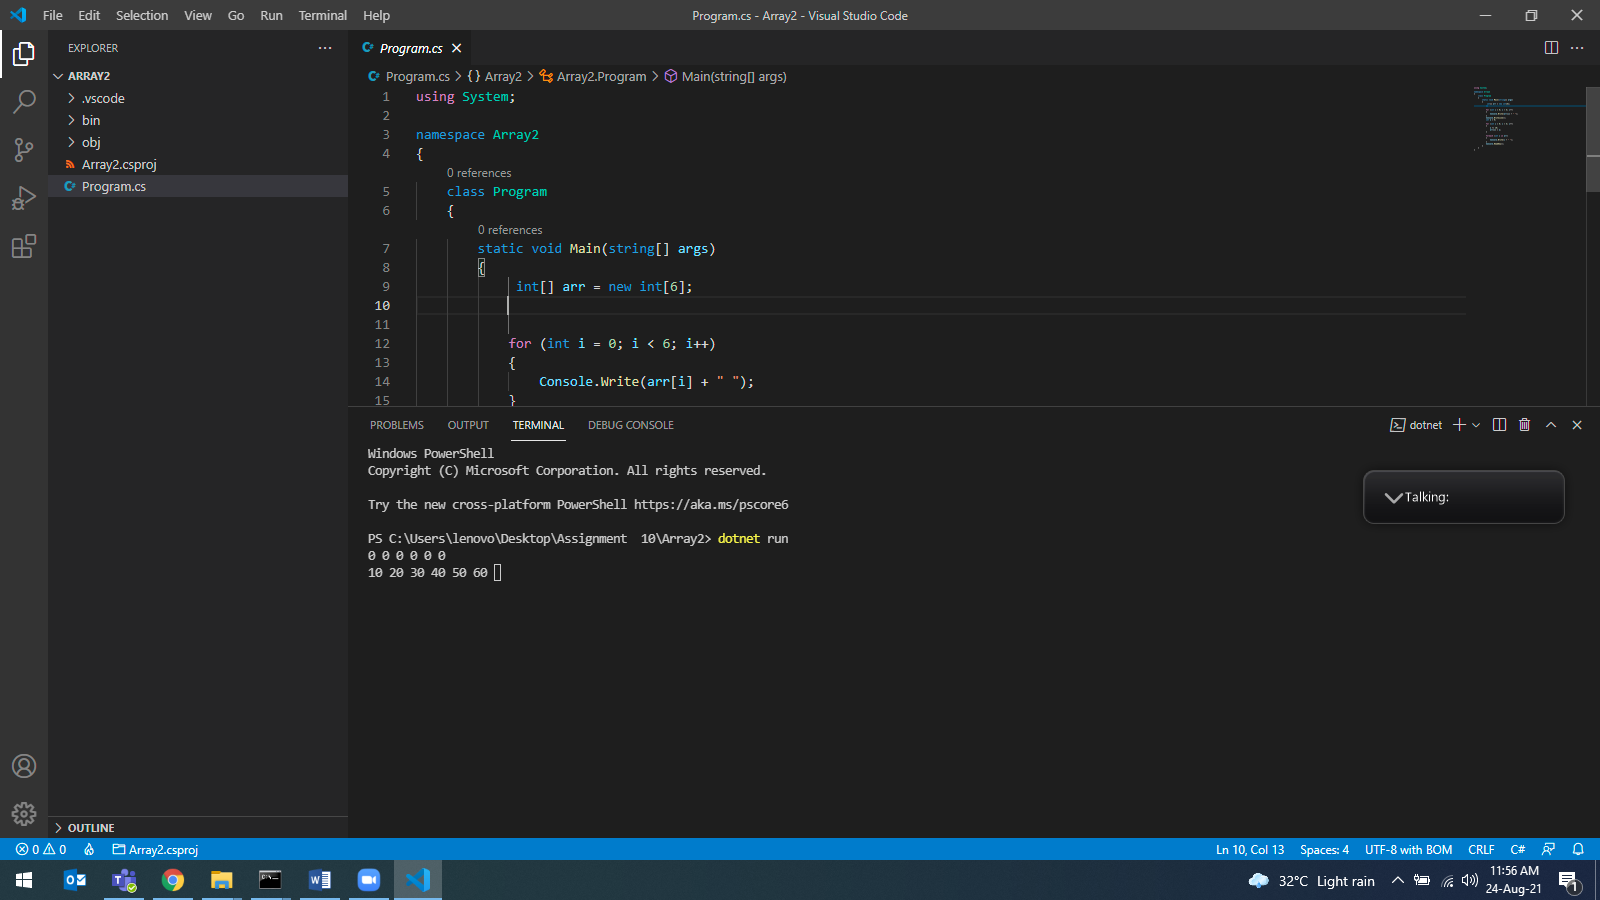 File Edit Selection View Go Run Terminal Help
Program.cs - Array2 - Visual Studio Code
EXPLORER
ARRAY2
.vscode
bin
obj
Array2.csproj
Program.cs
OUTLINE
Program.cs
Program.cs > {} Array2 > Array2.Program > Main(string[] args)
1 using System;
2
3 namespace Array2
4 {
0 references
5 class Program
6 {
0 references
7 static void Main(string[] args)
8 {
9 int[] arr = new int[6];
10
11
12 for (int i = 0; i < 6; i++)
13 {
14 Console.Write(arr[i] + " ");
15 }
PROBLEMS OUTPUT TERMINAL DEBUG CONSOLE
dotnet
Windows PowerShell
Copyright (C) Microsoft Corporation. All rights reserved.
Try the new cross-platform PowerShell https://aka.ms/pscore6
PS C:\Users\lenovo\Desktop\Assignment  10\Array2> dotnet run
0 0 0 0 0 0
10 20 30 40 50 60
Talking:
0 0 Array2.csproj
Ln 10, Col 13 Spaces: 4 UTF-8 with BOM CRLF C#
32°C Light rain
11:56 AM
24-Aug-21
1